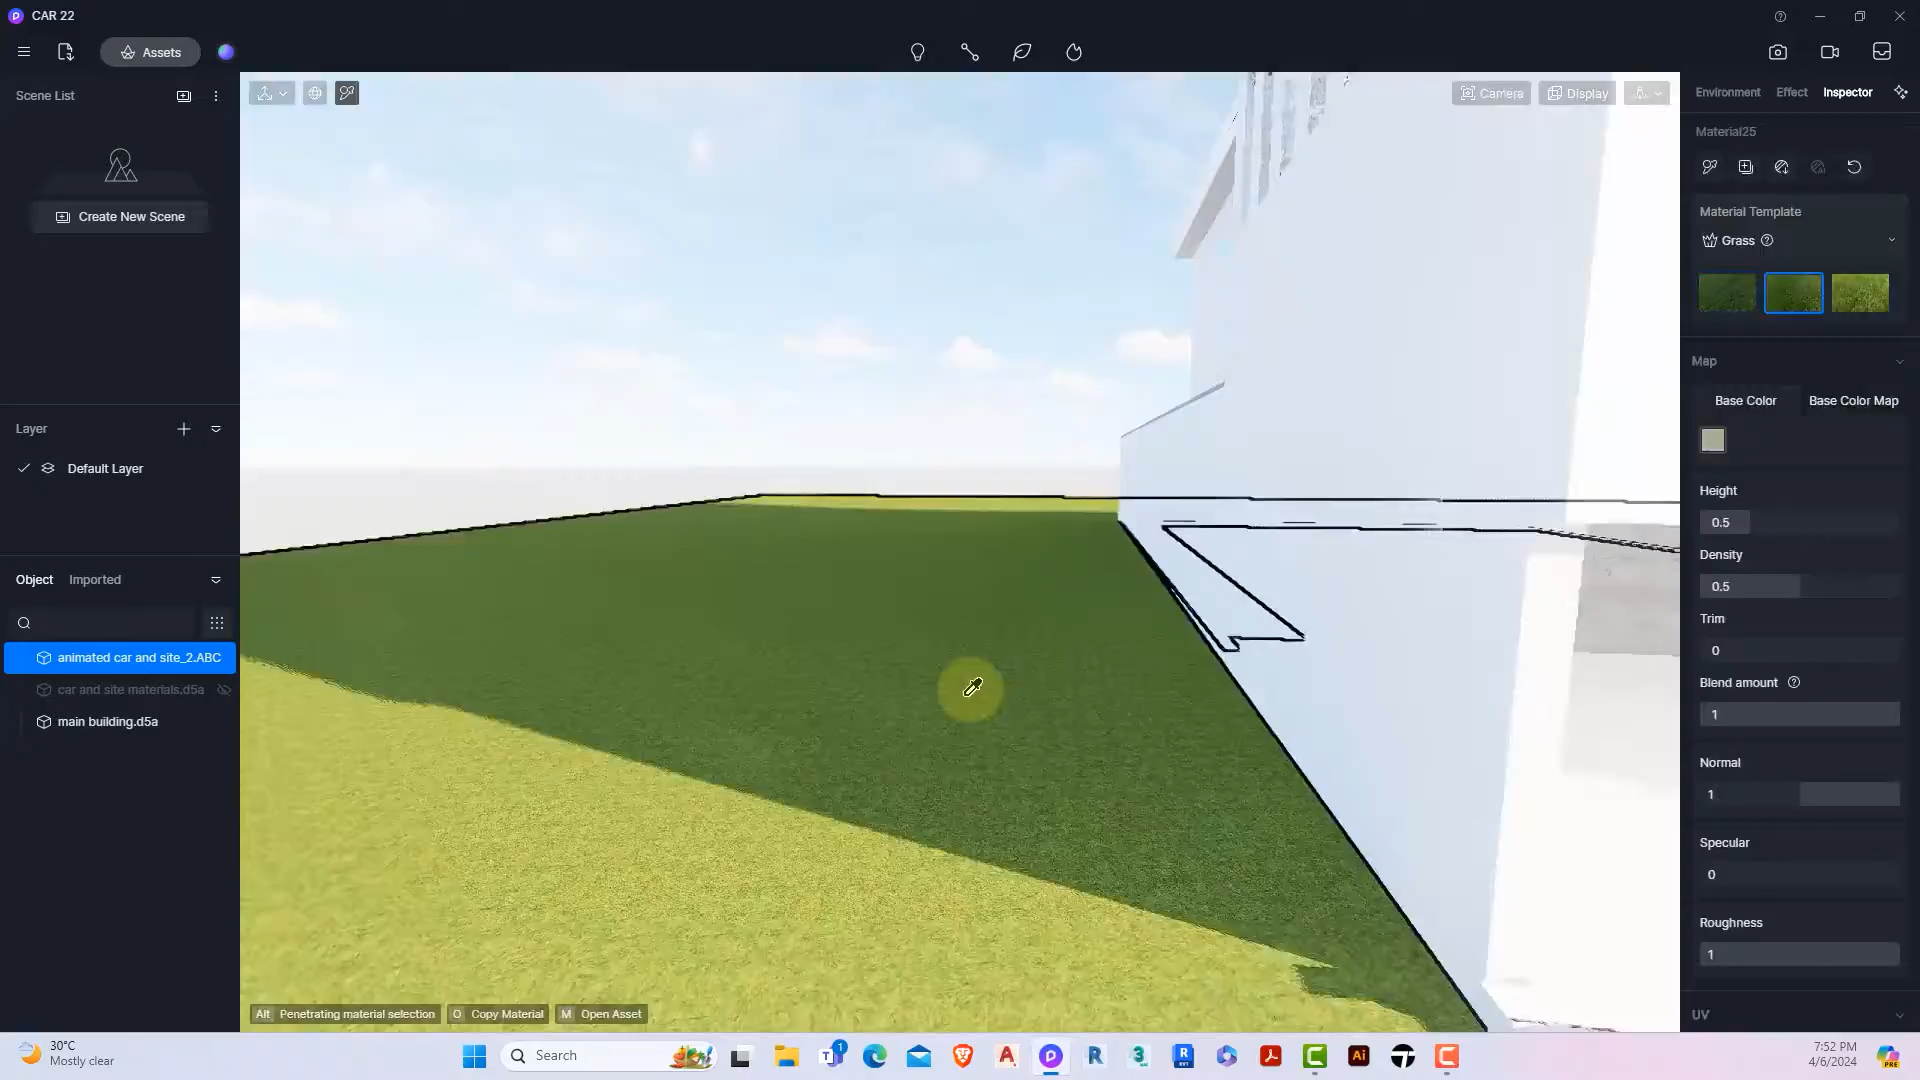 CAR 22
Assets
Scene List
Create New Scene
Layer
Default Layer
Object Imported
animated car and site_2.ABC
car and site materials.d5a
main building.d5a
Camera
Display
Alt Penetrating material selection O Copy Material M Open Asset
Environment Effect Inspector
Material25
Material Template
Grass
Map
Base Color Base Color Map
Height
0.5
Density
0.5
Trim
0
Blend amount
1
Normal
1
Specular
0
Roughness
1
UV
30°C
Mostly clear
Search
1
7:52 PM
4/6/2024
PRE